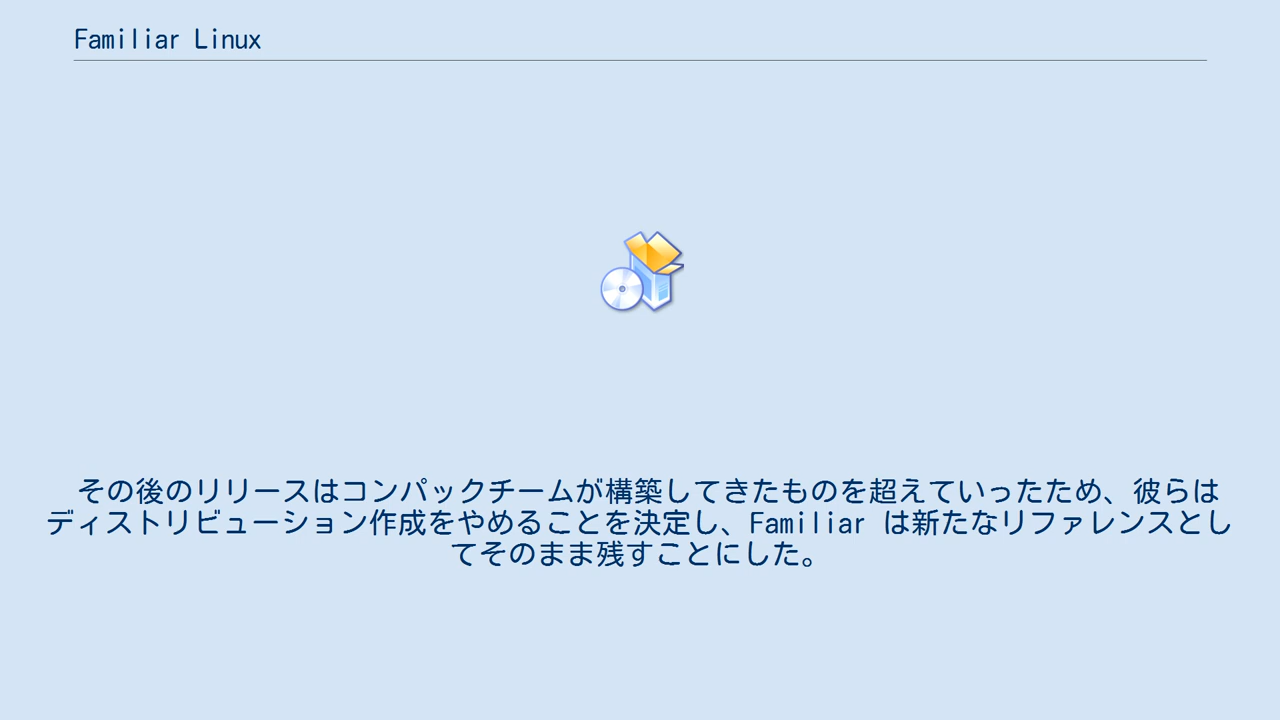 Familiar Linux
その後のリリースはコンパックチームが構築してきたものを超えていったため、彼らは
ディストリビューション作成をやめることを決定し、Familiar は新たなリファレンスとし
てそのまま残すことにした。